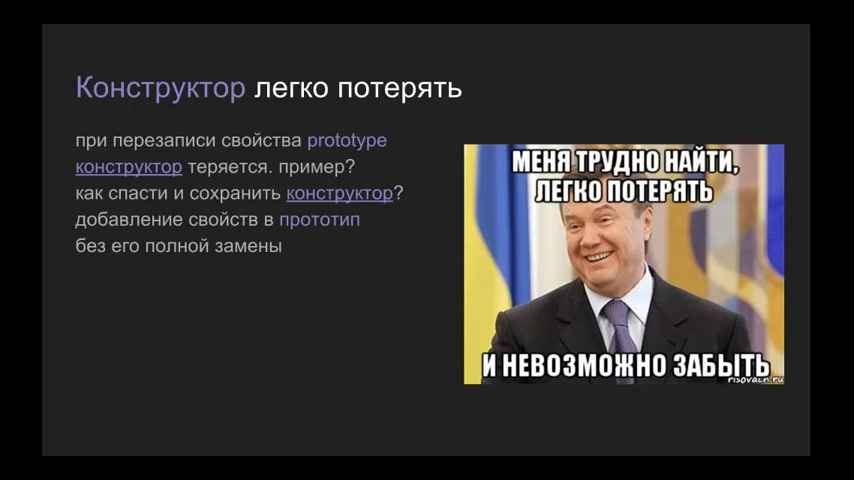 Конструктор легко потерять
при перезаписи свойства prototype
конструктор теряется. пример?
как спасти и сохранить конструктор?
добавление свойств в прототип
без его полной замены
МЕНЯ ТРУДНО НАЙТИ,
ЛЕГКО ПОТЕРЯТЬ
И НЕВОЗМОЖНО ЗАБЫТЬ
risovach.ru